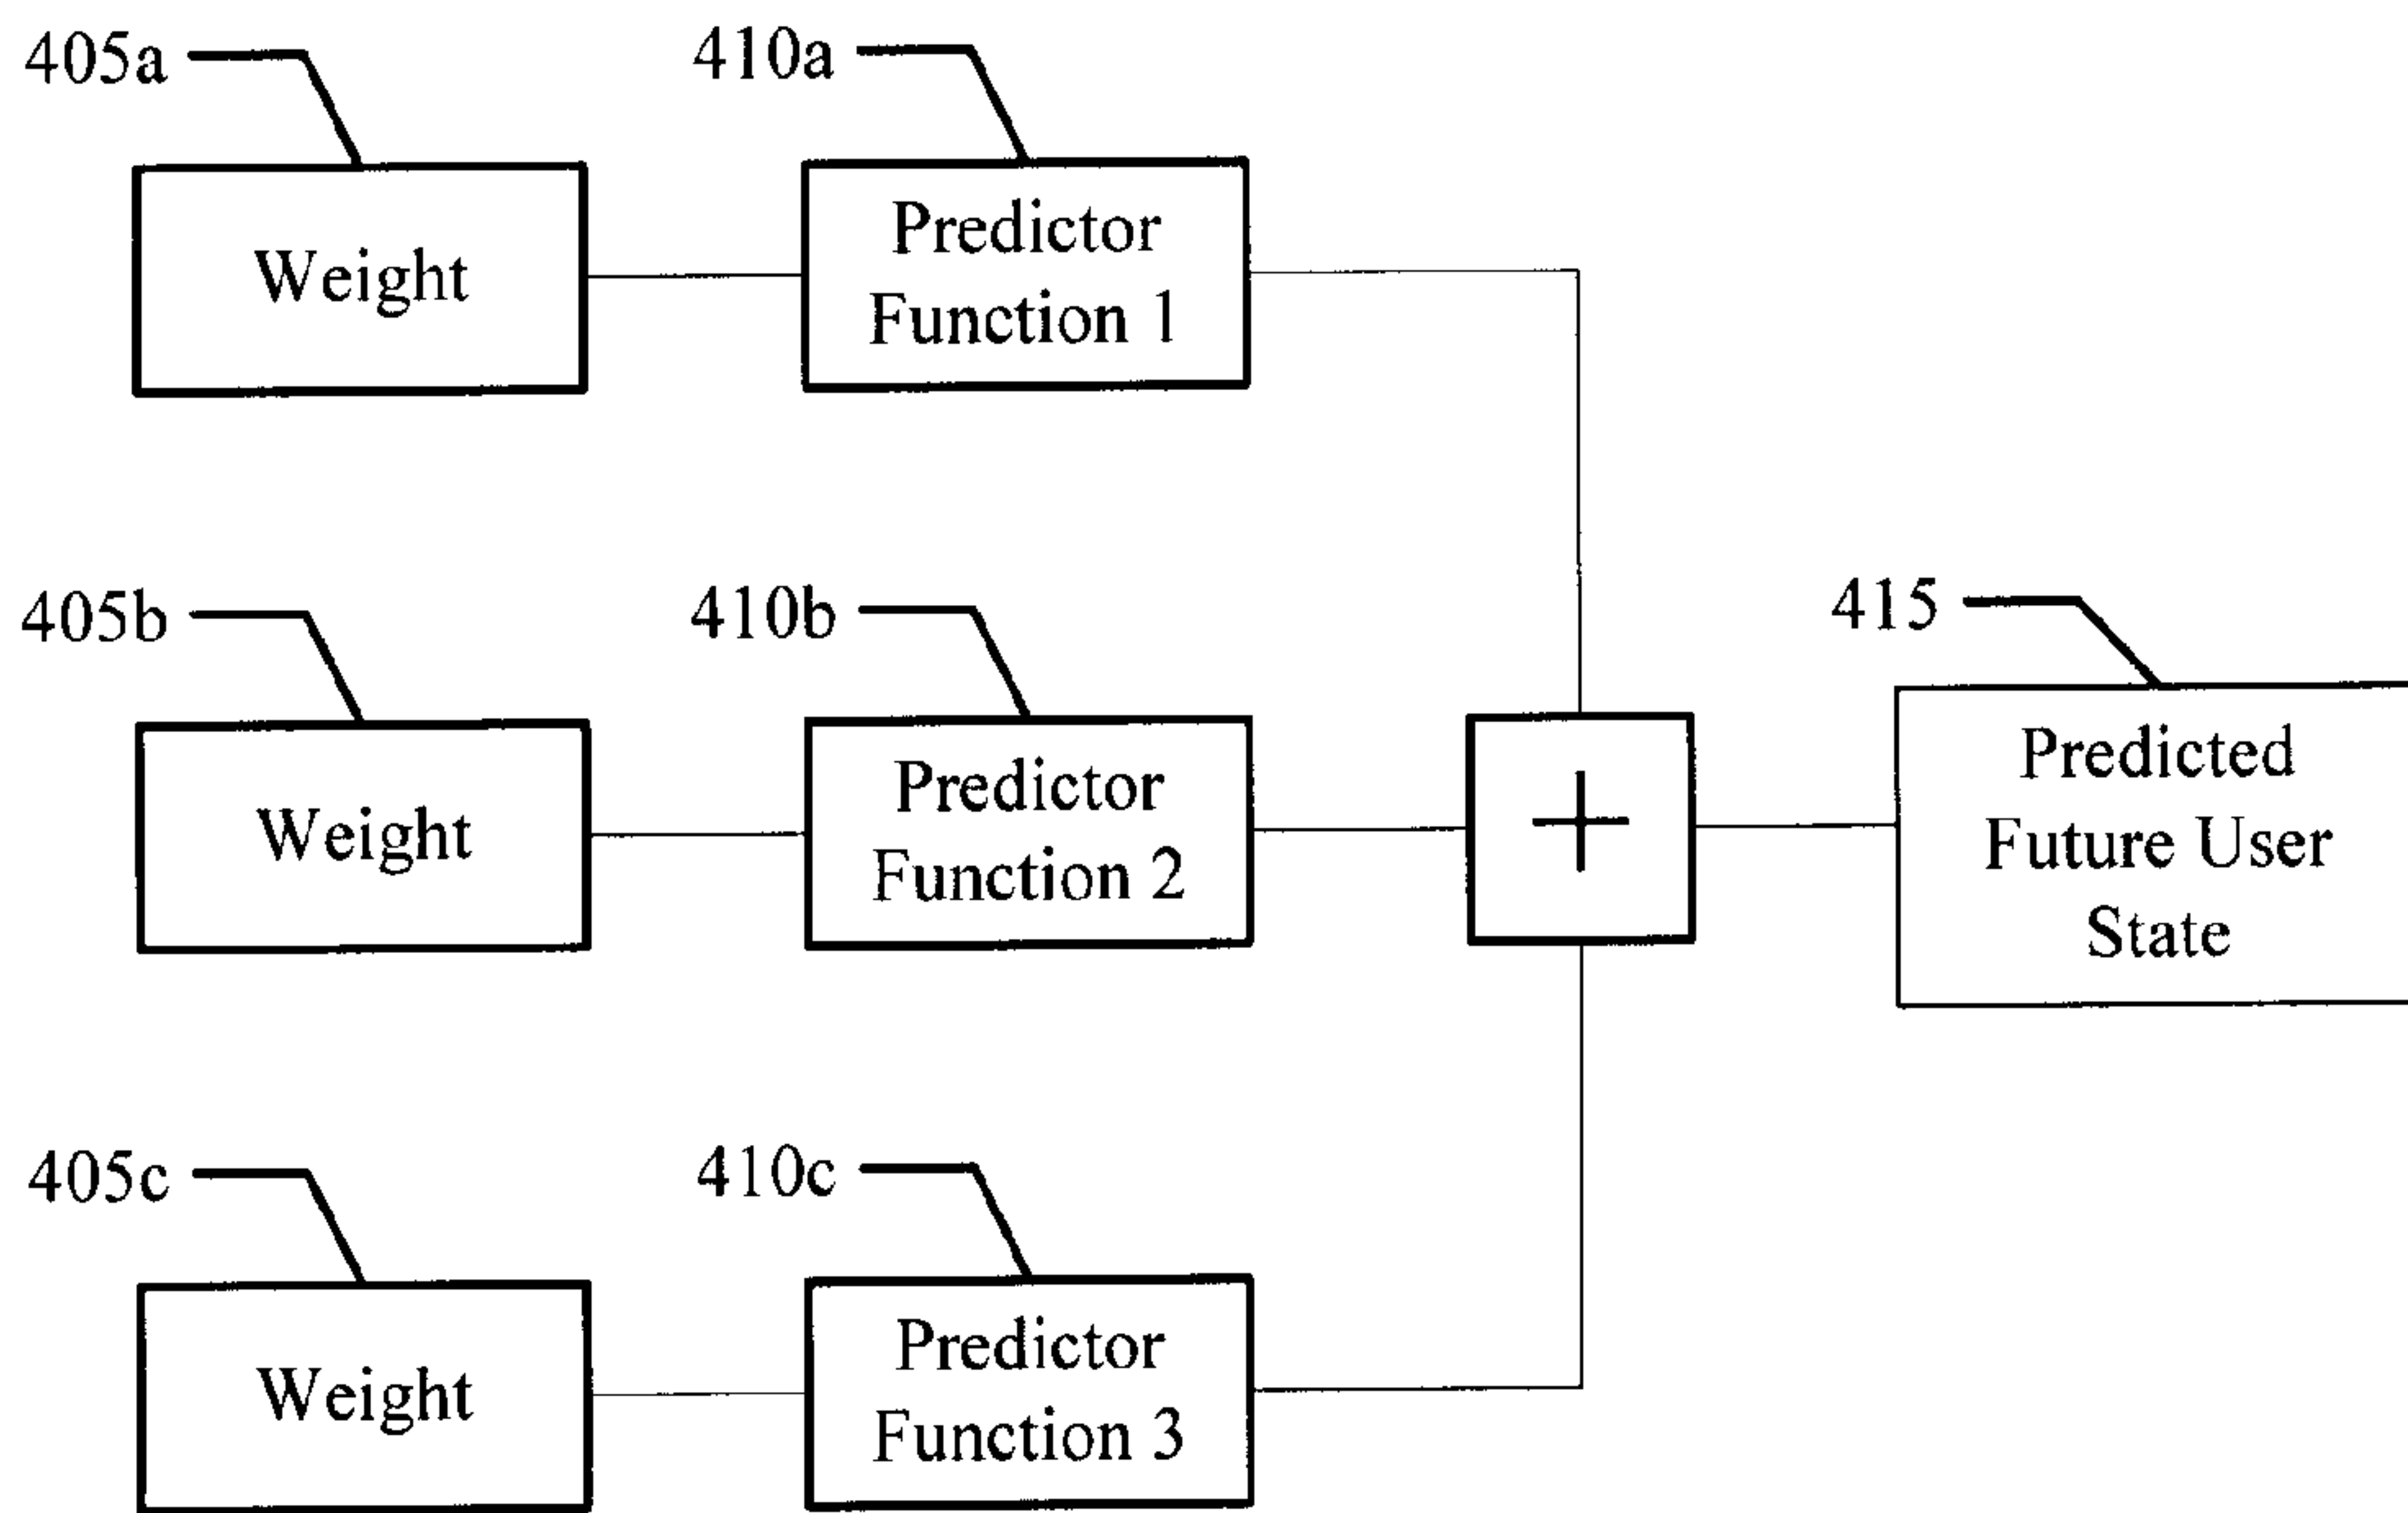 405a
410a
Weight
Predictor
Function 1
405b
410b
415
Weight
Predictor
Function 2
+
Predicted
Future User
State
405c
410c
Weight
Predictor
Function 3